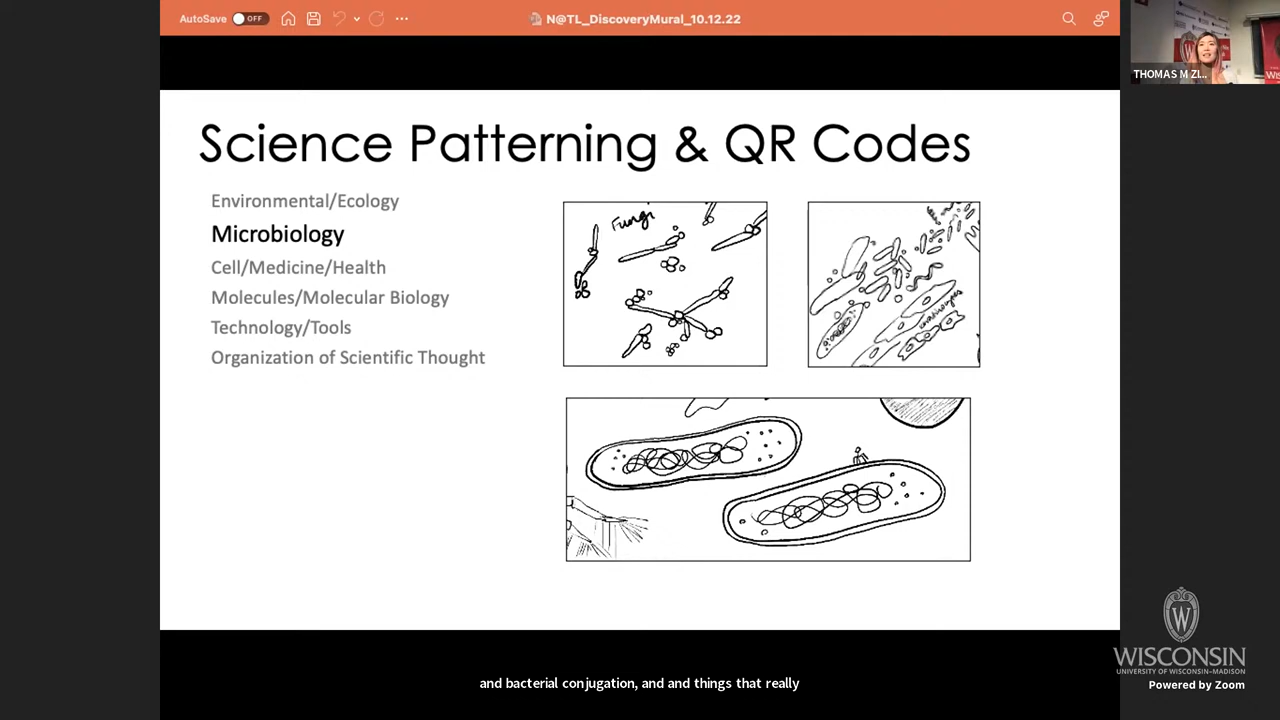 AutoSave OFF
N@TL_DiscoveryMural_10.12.22
THOMAS M ZI...
Science Patterning & QR Codes
Environmental/Ecology
Microbiology
Cell/Medicine/Health
Molecules/Molecular Biology
Technology/Tools
Organization of Scientific Thought
Fungi
WISCONSIN
UNIVERSITY OF WISCONSIN-MADISON
Powered by Zoom
and bacterial conjugation, and and things that really